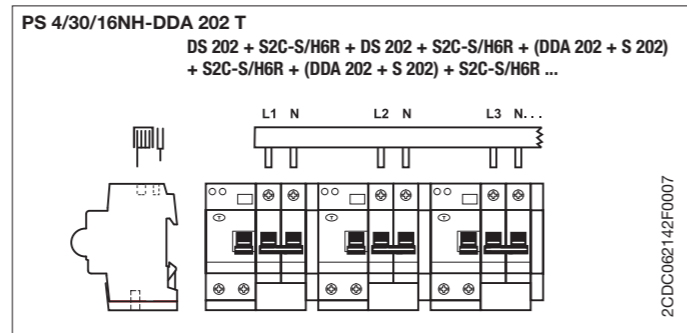 PS 4/30/16NH-DDA 202 T
DS 202 + S2C-S/H6R + DS 202 + S2C-S/H6R + (DDA 202 + S 202)
+ S2C-S/H6R + (DDA 202 + S 202) + S2C-S/H6R ...
L1 N L2 N L3 N...
T T T
2CDC062142F0007